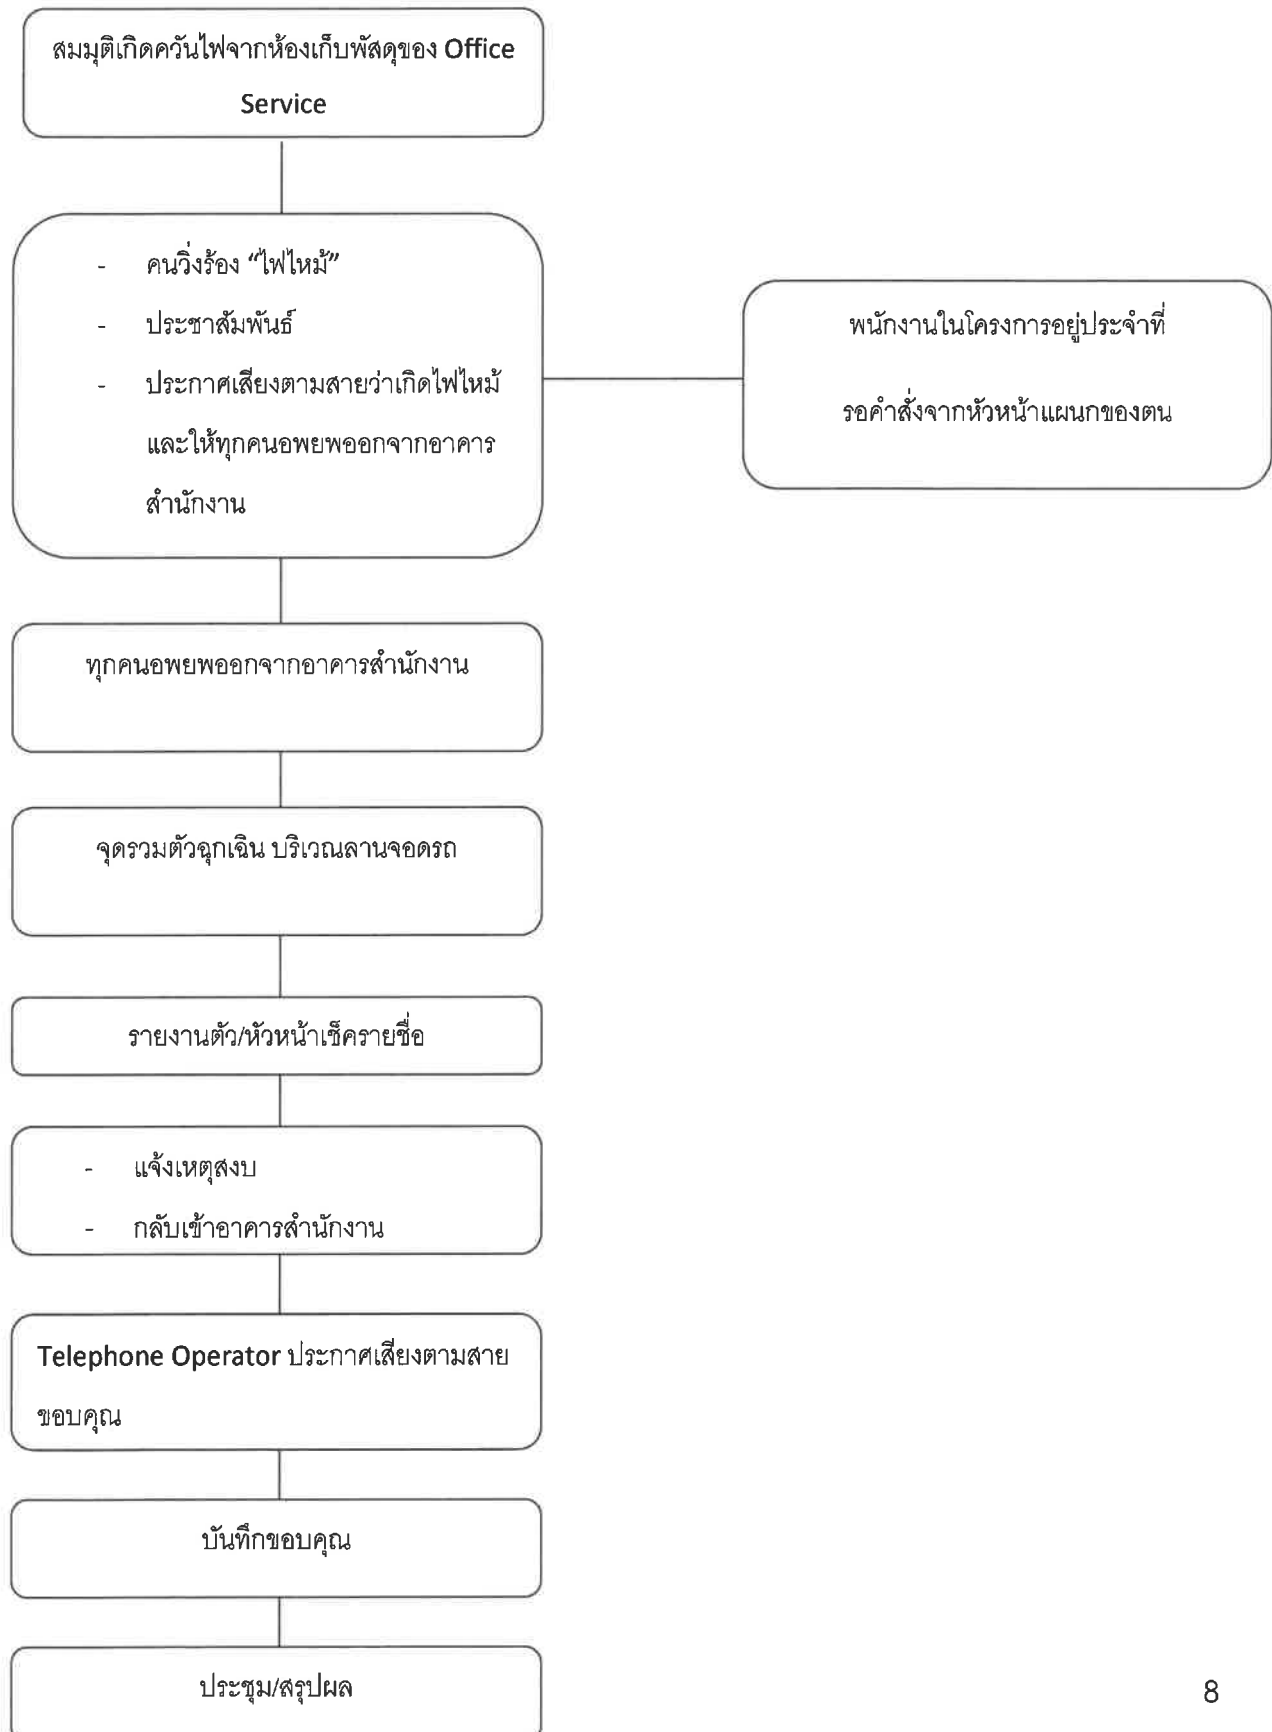 สมมุติเกิดควันไฟจากห้องเก็บพัสดุของ Office
Service
- คนวิ่งร้อง “ไฟไหม้”
- ประชาสัมพันธ์
- ประกาศเสียงตามสายว่าเกิดไฟไหม้
และให้ทุกคนอพยพออกจากอาคาร
สำนักงาน
พนักงานในโครงการอยู่ประจำที่
รอคำสั่งจากหัวหน้าแผนกของตน
ทุกคนอพยพออกจากอาคารสำนักงาน
จุดรวมตัวฉุกเฉิน บริเวณลานจอดรถ
รายงานตัว/หัวหน้าเช็ครายชื่อ
- แจ้งเหตุสงบ
- กลับเข้าอาคารสำนักงาน
Telephone Operator ประกาศเสียงตามสาย
ขอบคุณ
บันทึกขอบคุณ
ประชุม/สรุปผล
8